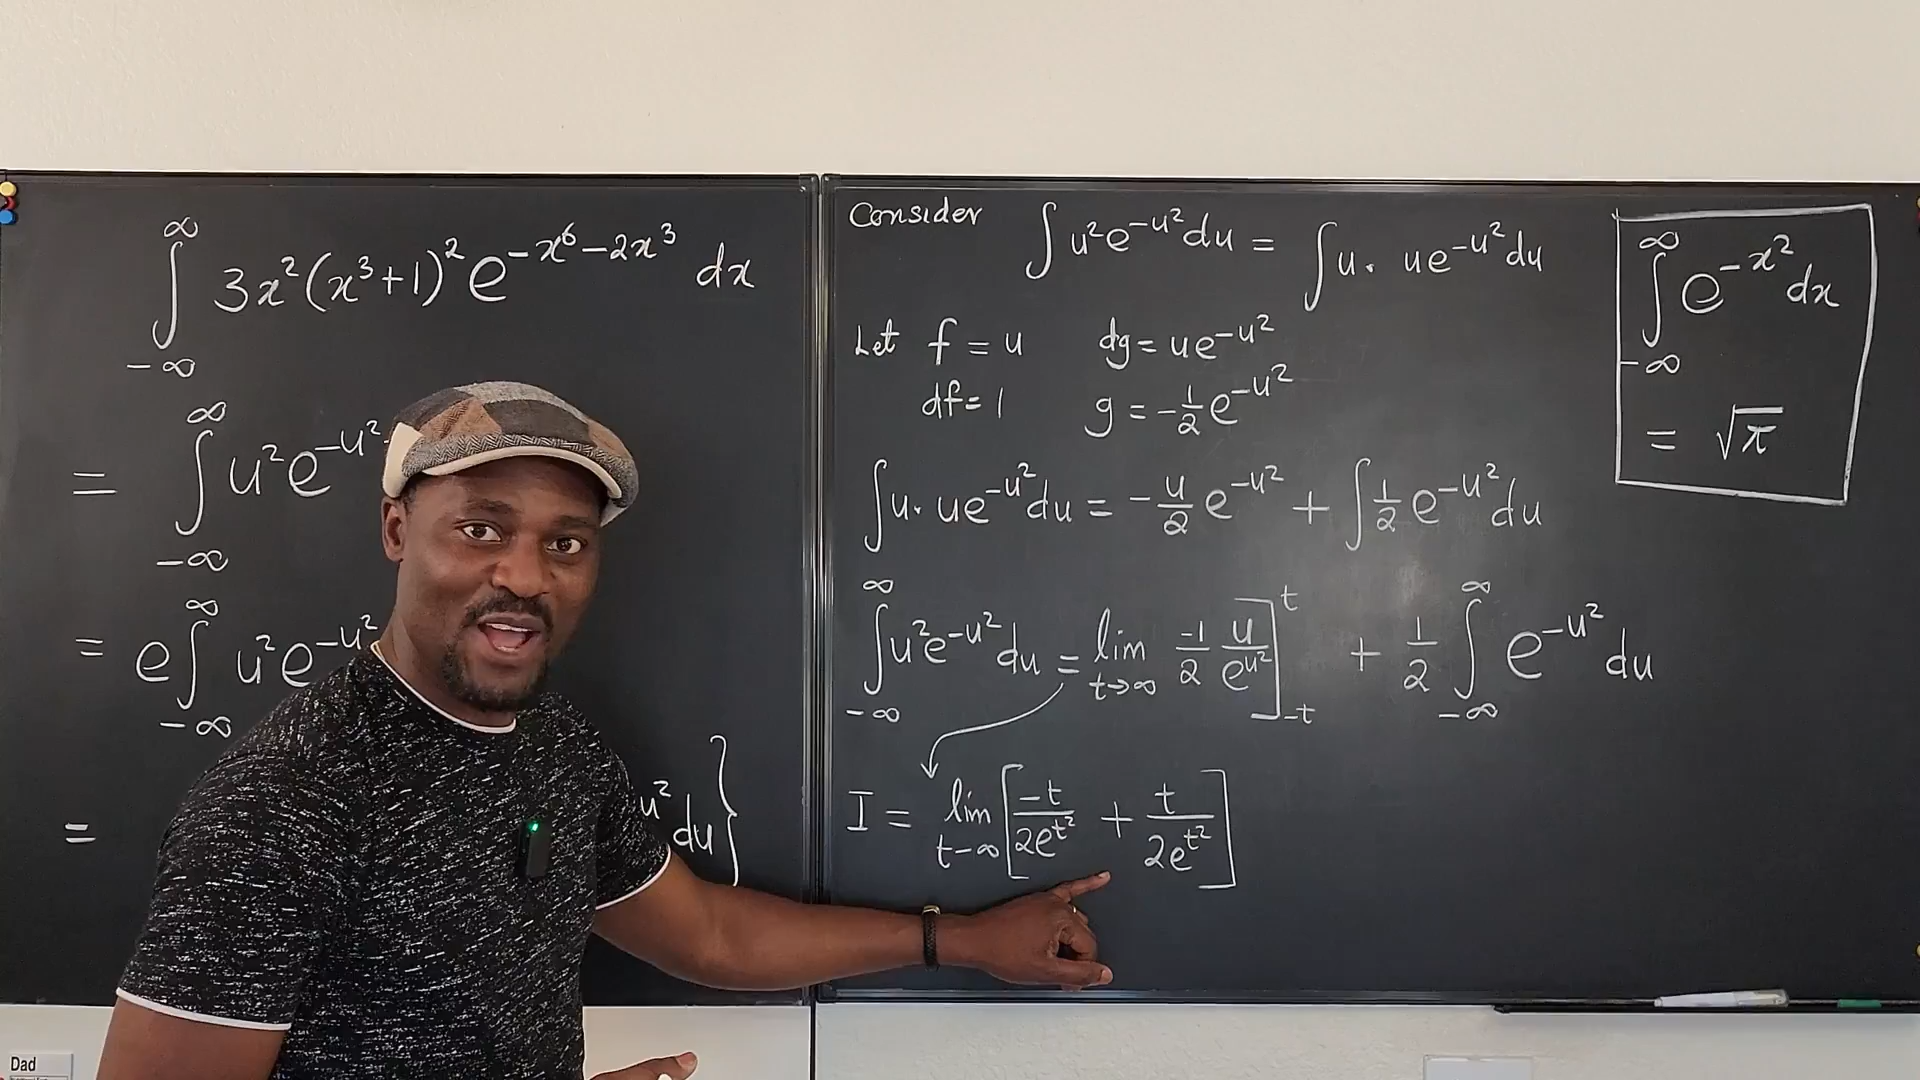 ∞
∫ 3x²(x³+1)² e^{-x⁶-2x³} dx
-∞
∞
= ∫ u²e^{-u²}
-∞
∞
= e∫ u²e^{-u²}
-∞
= u² du}
Consider ∫u²e^{-u²}du = ∫u· ue^{-u²}du
Let f = u dg = ue^{-u²}
df = 1 g = -½e^{-u²}
∫u· ue^{-u²}du = -u/2 e^{-u²} + ∫½e^{-u²}du
∞ ∞
∫u²e^{-u²}du = lim_{t→∞} -1/2 u/e^{u²}]_{-t}^{t} + ½ ∫ e^{-u²}du
-∞ -∞
I = lim_{t-∞}[-t/2e^{t²} + t/2e^{t²}]
∞
∫ e^{-x²}dx
-∞
= √π
Dad